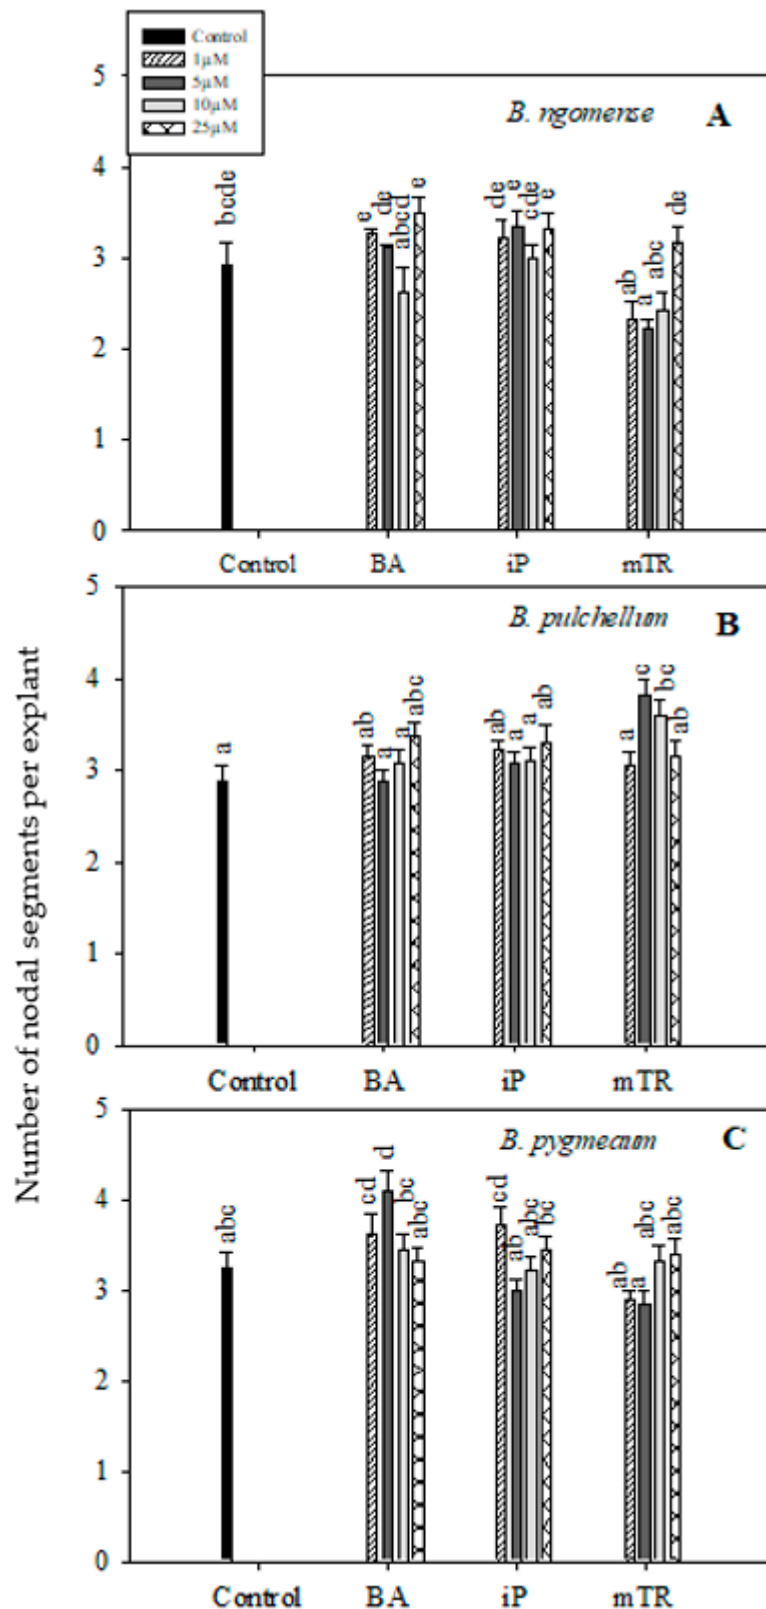 Control
1µM
5µM
10µM
25µM
Number of nodal segments per explant
B. ngomense A
5
4
3
2
1
0
bcde
e de abcd e
de e cde e
ab a abc de
Control BA iP mTR
B. pulchellum B
5
4
3
2
1
0
a
ab a a abc
ab a a ab
a c bc ab
Control BA iP mTR
B. pygmecum C
5
4
3
2
1
0
abc
cd d bc abc
cd ab abc bc
ab a abc abc
Control BA iP mTR